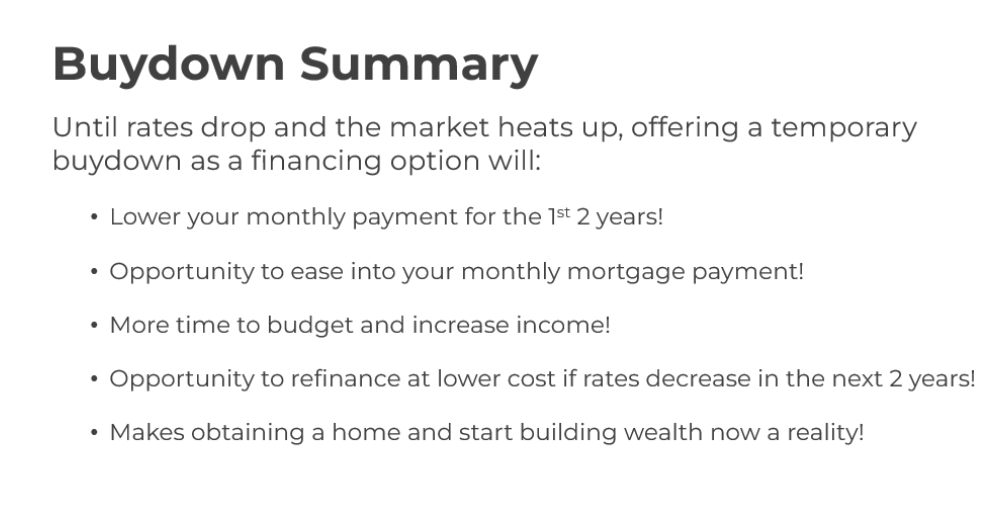 Buydown Summary
Until rates drop and the market heats up, offering a temporary
buydown as a financing option will:
• Lower your monthly payment for the 1st 2 years!
• Opportunity to ease into your monthly mortgage payment!
• More time to budget and increase income!
• Opportunity to refinance at lower cost if rates decrease in the next 2 years!
• Makes obtaining a home and start building wealth now a reality!